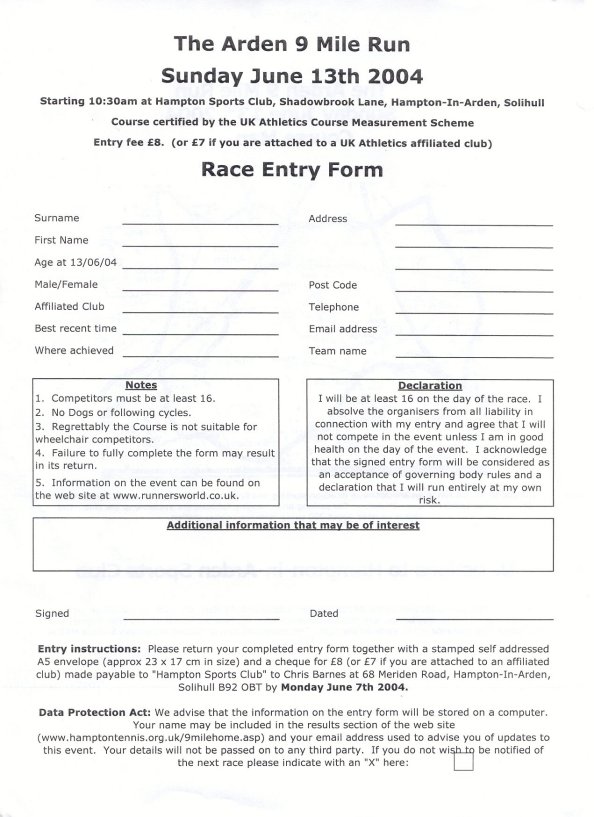 The Arden 9 Mile Run
Sunday June 13th 2004
Starting 10:30am at Hampton Sports Club, Shadowbrook Lane, Hampton-In-Arden, Solihull
Course certified by the UK Athletics Course Measurement Scheme
Entry fee £8.  (or £7 if you are attached to a UK Athletics affiliated club)
Race Entry Form
Surname
First Name
Age at 13/06/04
Male/Female
Affiliated Club
Best recent time
Where achieved
Address
Post Code
Telephone
Email address
Team name
Notes
1.  Competitors must be at least 16.
2.  No Dogs or following cycles.
3.  Regrettably the Course is not suitable for
wheelchair competitors.
4.  Failure to fully complete the form may result
in its return.
5.  Information on the event can be found on
the web site at www.runnersworld.co.uk.
Declaration
I will be at least 16 on the day of the race.  I
absolve the organisers from all liability in
connection with my entry and agree that I will
not compete in the event unless I am in good
health on the day of the event.  I acknowledge
that the signed entry form will be considered as
an acceptance of governing body rules and a
declaration that I will run entirely at my own
risk.
Additional information that may be of interest
Signed
Dated
Entry instructions:  Please return your completed entry form together with a stamped self addressed
A5 envelope (approx 23 x 17 cm in size) and a cheque for £8 (or £7 if you are attached to an affiliated
club) made payable to "Hampton Sports Club" to Chris Barnes at 68 Meriden Road, Hampton-In-Arden,
Solihull B92 OBT by Monday June 7th 2004.
Data Protection Act:  We advise that the information on the entry form will be stored on a computer.
Your name may be included in the results section of the web site
(www.hamptontennis.org.uk/9milehome.asp) and your email address used to advise you of updates to
this event.  Your details will not be passed on to any third party.  If you do not wish to be notified of
the next race please indicate with an "X" here: